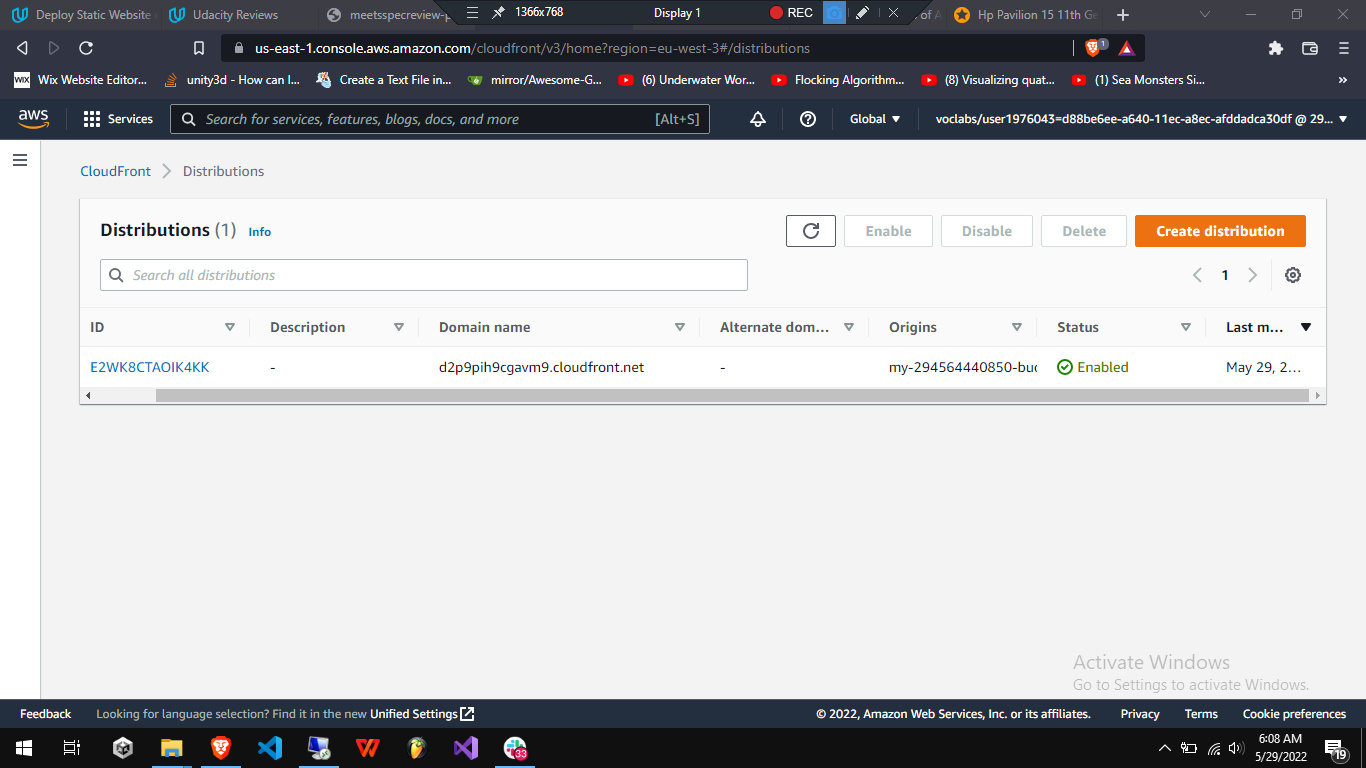 Deploy Static Website
Udacity Reviews
meetsspecreview-p
1366x768
Display 1
REC
of A
Hp Pavilion 15 11th Ge
us-east-1.console.aws.amazon.com/cloudfront/v3/home?region=eu-west-3#/distributions
1
WIX
Wix Website Editor...
unity3d - How can I...
Create a Text File in...
mirror/Awesome-G...
(6) Underwater Wor...
Flocking Algorithm...
(8) Visualizing quat...
(1) Sea Monsters Si...
aws
Services
Search for services, features, blogs, docs, and more
[Alt+S]
Global
voclabs/user1976043=d88be6ee-a640-11ec-a8ec-afddadca30df @ 29...
CloudFront
Distributions
Distributions (1)
Info
Enable
Disable
Delete
Create distribution
Search all distributions
1
ID
Description
Domain name
Alternate dom...
Origins
Status
Last m...
E2WK8CTAOIK4KK
-
d2p9pih9cgavm9.cloudfront.net
-
my-294564440850-buc
Enabled
May 29, 2...
Activate Windows
Go to Settings to activate Windows.
Feedback
Looking for language selection? Find it in the new Unified Settings
© 2022, Amazon Web Services, Inc. or its affiliates.
Privacy
Terms
Cookie preferences
33
6:08 AM
5/29/2022
19